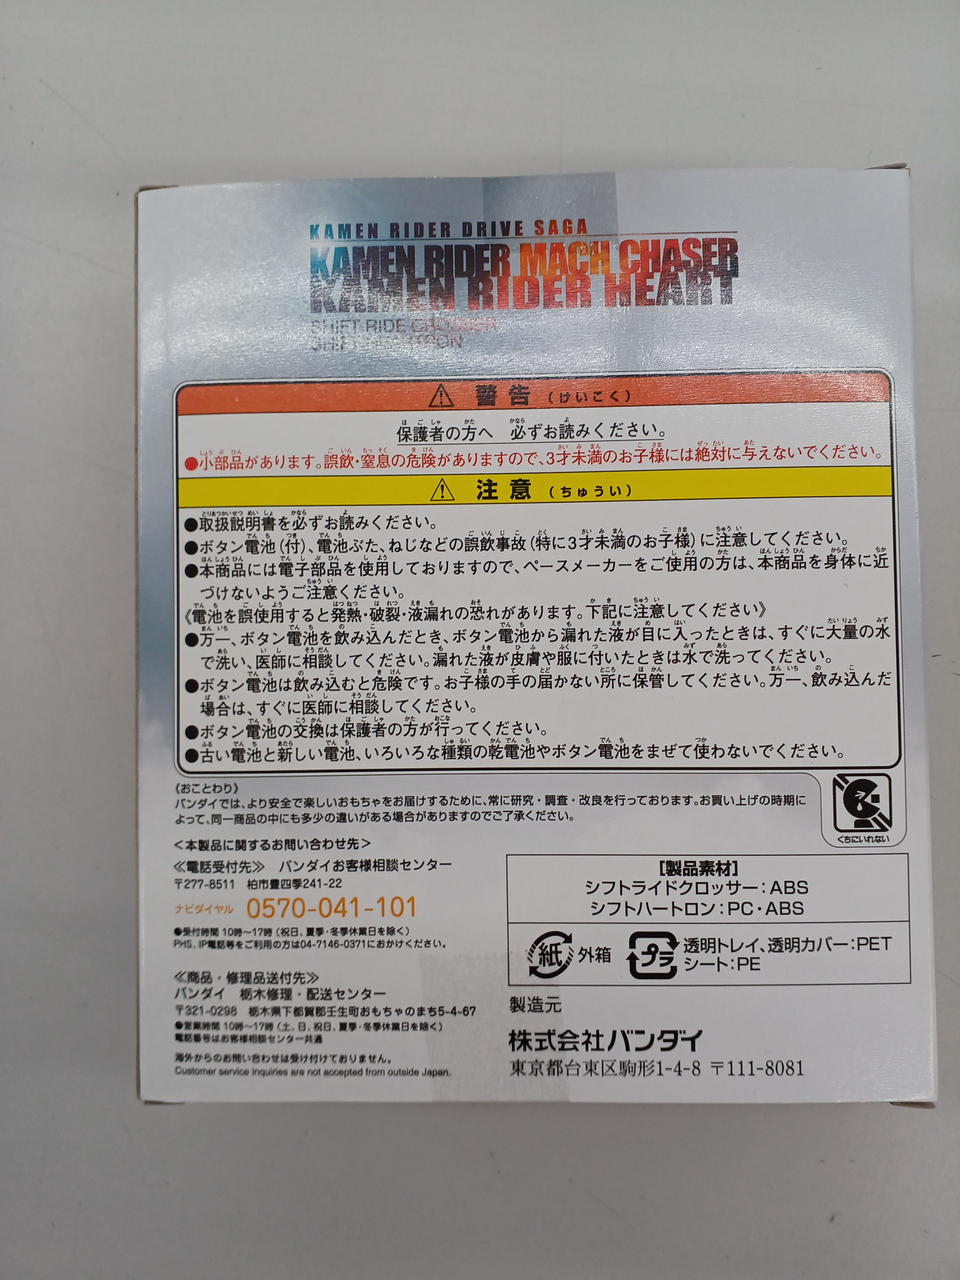 KAMEN RIDER DRIVE SAGA
KAMEN RIDER MACH CHASER
KAMEN RIDER HEART
SHIFT RIDE CROSSER
SHIFT HEARTRON
警告(けいこく)
保護者の方へ 必ずお読みください。
●小部品があります。誤飲・窒息の危険がありますので、3才未満のお子様には絶対に与えないでください。
注意(ちゅうい)
●取扱説明書を必ずお読みください。
●ボタン電池(付)、電池ぶた、ねじなどの誤飲事故(特に3才未満のお子様)に注意してください。
●本商品には電子部品を使用しておりますので、ペースメーカーをご使用の方は、本商品を身体に近
づけないようご注意ください。
《電池を誤使用すると発熱・破裂・液漏れの恐れがあります。下記に注意してください》
●万一、ボタン電池を飲み込んだとき、ボタン電池から漏れた液が目に入ったときは、すぐに大量の水
で洗い、医師に相談してください。漏れた液が皮膚や服に付いたときは水で洗ってください。
●ボタン電池は飲み込むと危険です。お子様の手の届かない所に保管してください。万一、飲み込んだ
場合は、すぐに医師に相談してください。
●ボタン電池の交換は保護者の方が行ってください。
●古い電池と新しい電池、いろいろな種類の乾電池やボタン電池をまぜて使わないでください。
《おことわり》
バンダイでは、より安全で楽しいおもちゃをお届けするために、常に研究・調査・改良を行っております。お買い上げの時期に
よって、同一商品の中にも多少の違いがある場合がありますのでご了承ください。
くちにいれない
<本製品に関するお問い合わせ先>
≪電話受付先≫ バンダイお客様相談センター
〒277-8511 柏市豊四季241-22
ナビダイヤル 0570-041-101
●受付時間 10時〜17時(祝日、夏季・冬季休業日を除く)
PHS、IP電話等をご利用の方は04-7146-0371におかけください。
≪商品・修理品送付先≫
バンダイ 栃木修理・配送センター
〒321-0298 栃木県下都賀郡壬生町おもちゃのまち5-4-67
●営業時間 10時〜17時(土、日、祝日、夏季・冬季休業日を除く)
電話番号はお客様相談センター共通
海外からのお問い合わせは受け付けておりません。
Customer service inquiries are not accepted from outside Japan.
[製品素材]
シフトライドクロッサー:ABS
シフトハートロン:PC・ABS
紙 外箱
プラ 透明トレイ、透明カバー:PET
シート:PE
製造元
株式会社バンダイ
東京都台東区駒形1-4-8 〒111-8081